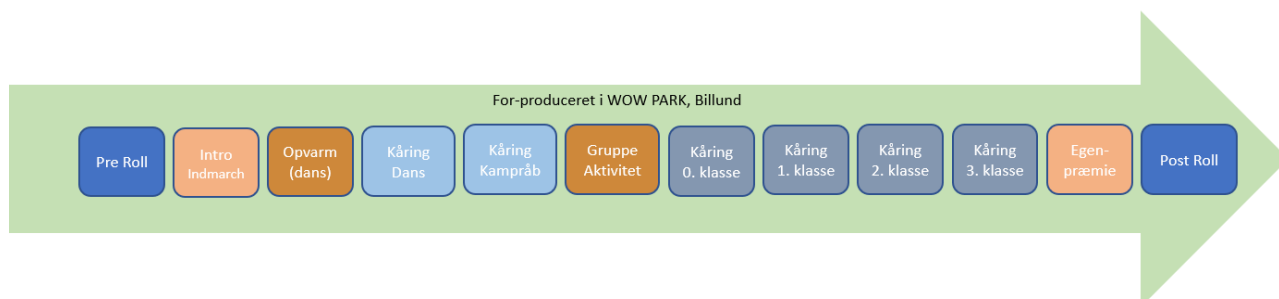 For-produceret i WOW PARK, Billund
Pre Roll
Intro
Indmarch
Opvarm
(dans)
Kåring
Dans
Kåring
Kampråb
Gruppe
Aktivitet
Kåring
0. klasse
Kåring
1. klasse
Kåring
2. klasse
Kåring
3. klasse
Egen-
præmie
Post Roll